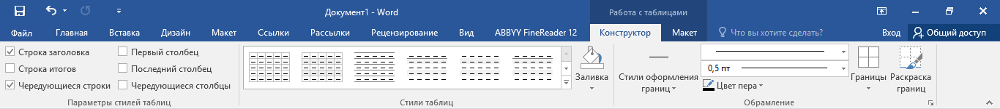 Документ1 - Word
Работа с таблицами
Файл Главная Вставка Дизайн Макет Ссылки Рассылки Рецензирование Вид ABBYY FineReader 12 Конструктор Макет Что вы хотите сделать? Вход Общий доступ
Строка заголовка
Строка итогов
Чередующиеся строки
Первый столбец
Последний столбец
Чередующиеся столбцы
Параметры стилей таблиц
Стили таблиц
Заливка
Стили оформления
границ
0,5 пт
Цвет пера
Границы
Раскраска
границ
Обрамление